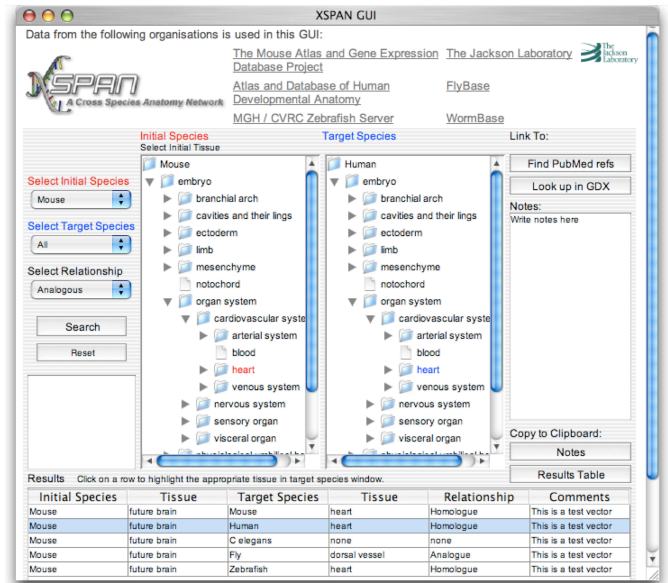 XSPAN GUI
Data from the following organisations is used in this GUI:
XSPAN
A Cross Species Anatomy Network
The Mouse Atlas and Gene Expression
Database Project
The Jackson Laboratory
The
Jackson
Laboratory
Atlas and Database of Human
Developmental Anatomy
FlyBase
MGH / CVRC Zebrafish Server
WormBase
Initial Species
Select Initial Tissue
Target Species
Link To:
Select Initial Species
Mouse
Select Target Species
All
Select Relationship
Analogous
Search
Reset
Mouse
embryo
branchial arch
cavities and their lings
ectoderm
limb
mesenchyme
notochord
organ system
cardiovascular syste
arterial system
blood
heart
venous system
nervous system
sensory organ
visceral organ
Human
embryo
branchial arch
cavities and their lings
ectoderm
limb
mesenchyme
notochord
organ system
cardiovascular syste
arterial system
blood
heart
venous system
nervous system
sensory organ
visceral organ
Find PubMed refs
Look up in GDX
Notes:
Write notes here
Copy to Clipboard:
Notes
Results Table
Results Click on a row to highlight the appropriate tissue in target species window.
Initial Species Tissue Target Species Tissue Relationship Comments
Mouse future brain Mouse heart Homologue This is a test vector
Mouse future brain Human heart Homologue This is a test vector
Mouse future brain C elegans none none This is a test vector
Mouse future brain Fly dorsal vessel Analogue This is a test vector
Mouse future brain Zebrafish heart Homologue This is a test vector